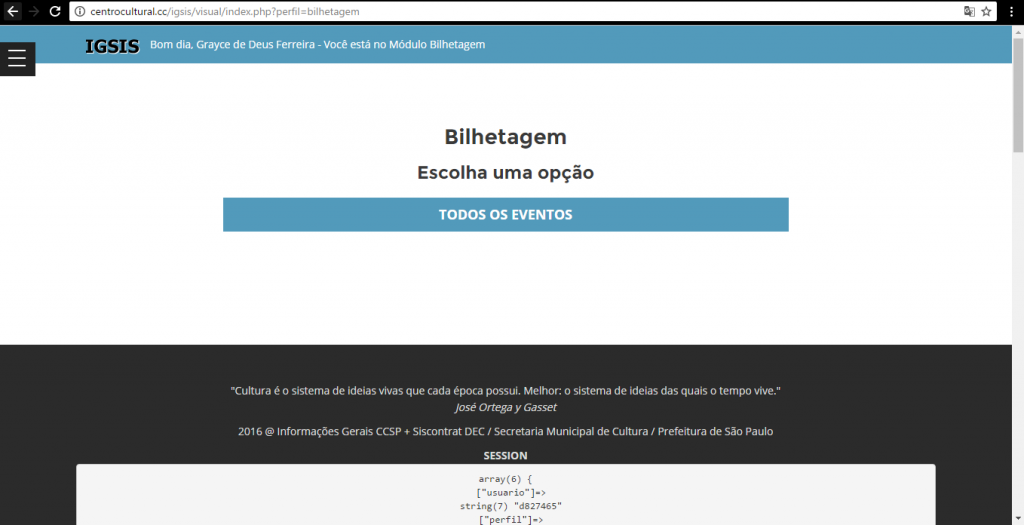 centrocultural.cc/igsis/visual/index.php?perfil=bilhetagem
IGSIS Bom dia, Grayce de Deus Ferreira - Você está no Módulo Bilhetagem
Bilhetagem
Escolha uma opção
TODOS OS EVENTOS
"Cultura é o sistema de ideias vivas que cada época possui. Melhor: o sistema de ideias das quais o tempo vive."
José Ortega y Gasset
2016 @ Informações Gerais CCSP + Siscontrat DEC / Secretaria Municipal de Cultura / Prefeitura de São Paulo
SESSION
array(6) {
["usuario"]=>
string(7) "d827465"
["perfil"]=>